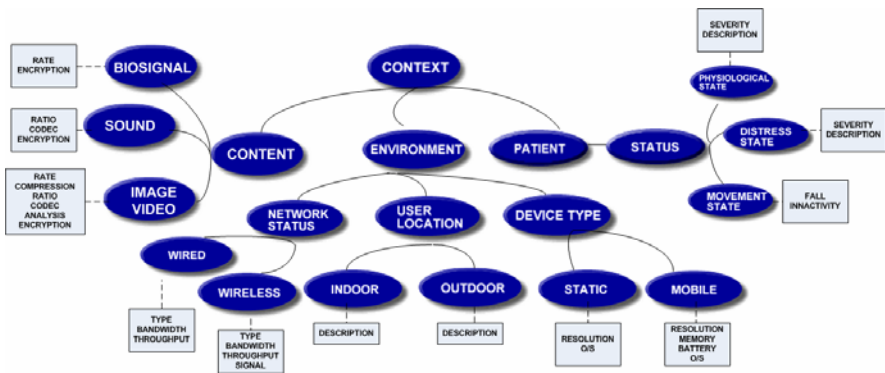 SEVERITY
DESCRIPTION
RATE
ENCRYPTION
BIOSIGNAL
CONTEXT
PHYSIOLOGICAL
STATE
RATIO
CODEC
ENCRYPTION
SOUND
CONTENT
ENVIRONMENT
PATIENT
STATUS
DISTRESS
STATE
SEVERITY
DESCRIPTION
RATE
COMPRESSION
RATIO
CODEC
ANALYSIS
ENCRYPTION
IMAGE
VIDEO
NETWORK
STATUS
USER
LOCATION
DEVICE TYPE
MOVEMENT
STATE
FALL
INNACTIVITY
WIRED
WIRELESS
INDOOR
OUTDOOR
STATIC
MOBILE
TYPE
BANDWIDTH
THROUGHPUT
TYPE
BANDWIDTH
THROUGHPUT
SIGNAL
DESCRIPTION
DESCRIPTION
RESOLUTION
O/S
RESOLUTION
MEMORY
BATTERY
O/S